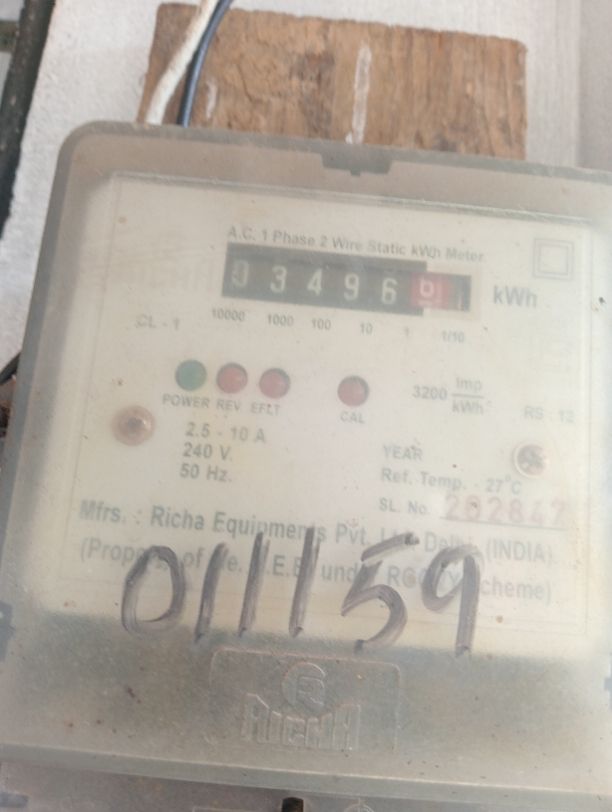 A.C. 1 Phase 2 Wire Static kWh Meter
03496 kWh
CL - 1 10000 1000 100 10 1 1/10
POWER REV EFLT CAL 3200 Imp/kWh RS : 12
2.5 - 10 A
240 V.
50 Hz.
YEAR
Ref. Temp. - 27°C
SL. No. 282847
Mfrs. : Richa Equipments Pvt. Ltd. Delhi (INDIA)
011159
RICHA